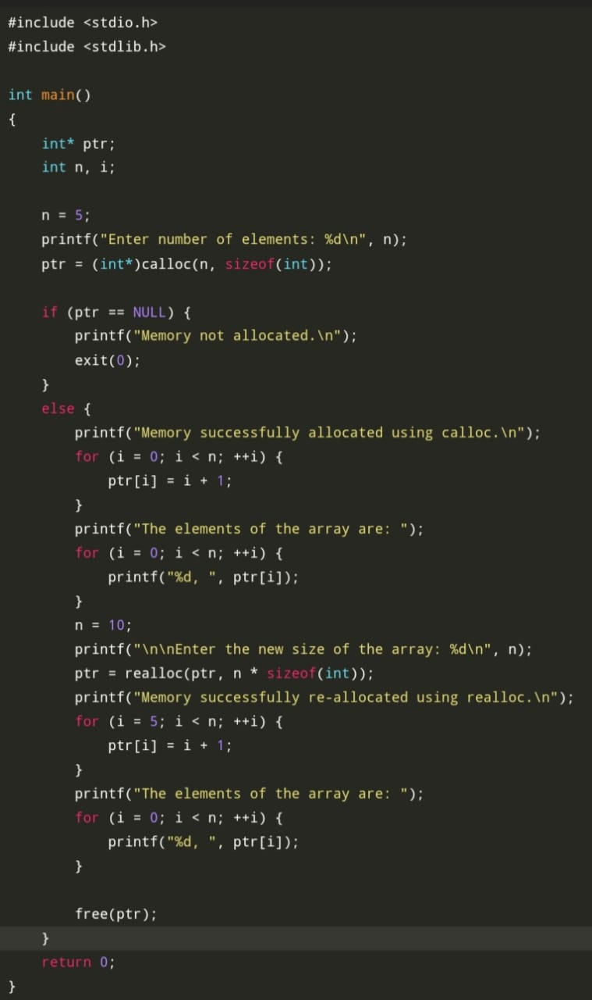 #include <stdio.h>
#include <stdlib.h>

int main()
{
    int* ptr;
    int n, i;

    n = 5;
    printf("Enter number of elements: %d\n", n);
    ptr = (int*)calloc(n, sizeof(int));

    if (ptr == NULL) {
        printf("Memory not allocated.\n");
        exit(0);
    }
    else {
        printf("Memory successfully allocated using calloc.\n");
        for (i = 0; i < n; ++i) {
            ptr[i] = i + 1;
        }
        printf("The elements of the array are: ");
        for (i = 0; i < n; ++i) {
            printf("%d, ", ptr[i]);
        }
        n = 10;
        printf("\n\nEnter the new size of the array: %d\n", n);
        ptr = realloc(ptr, n * sizeof(int));
        printf("Memory successfully re-allocated using realloc.\n");
        for (i = 5; i < n; ++i) {
            ptr[i] = i + 1;
        }
        printf("The elements of the array are: ");
        for (i = 0; i < n; ++i) {
            printf("%d, ", ptr[i]);
        }

        free(ptr);
    }
    return 0;
}